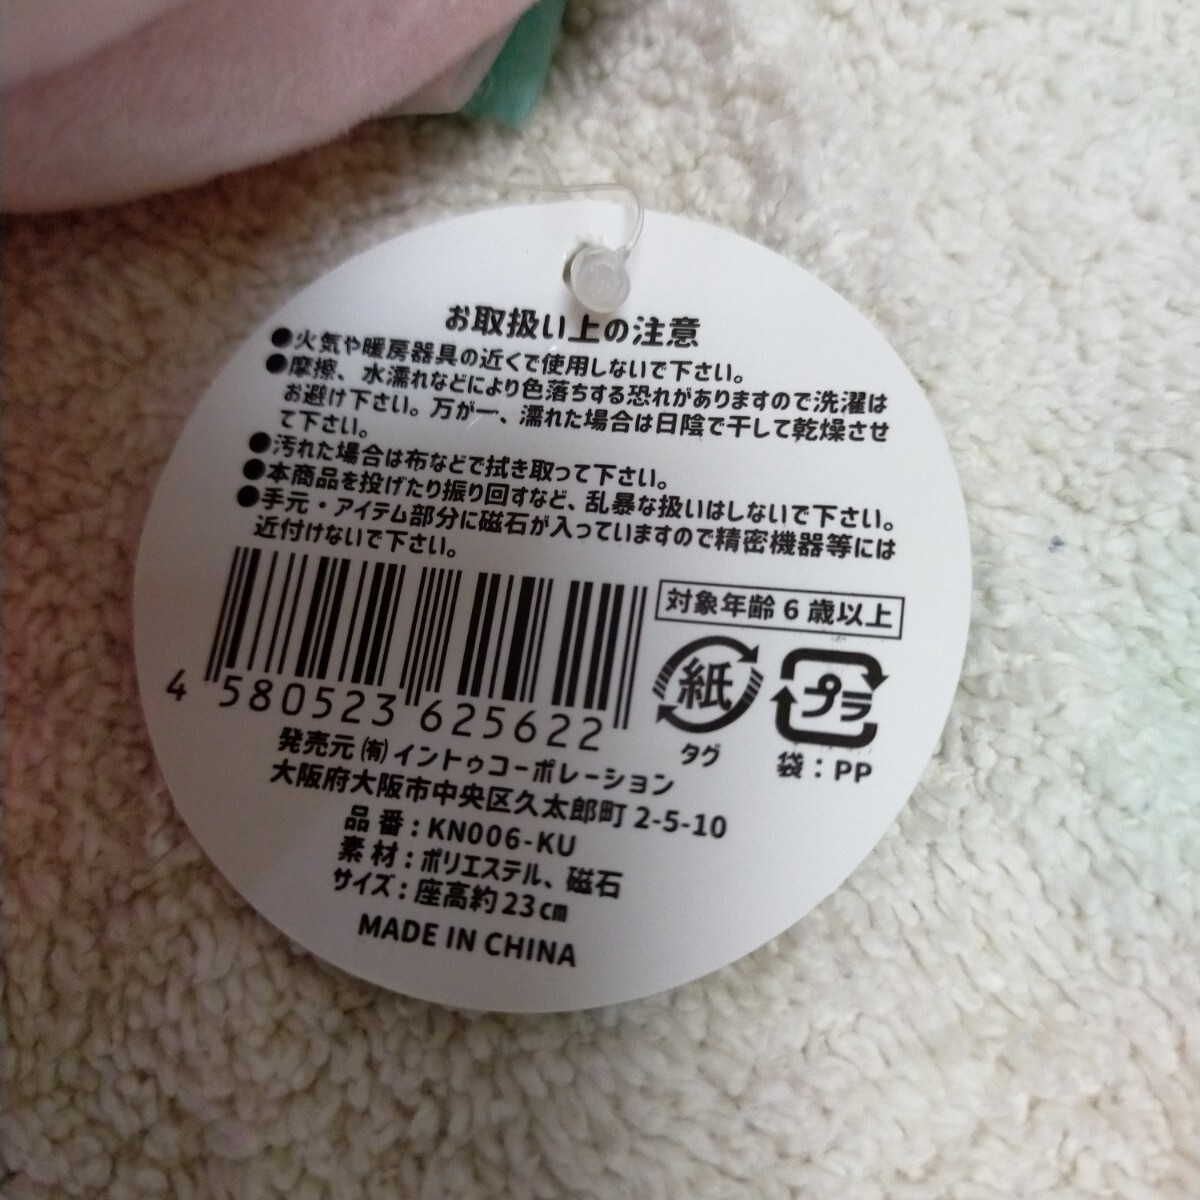 お取扱い上の注意
●火気や暖房器具の近くで使用しないで下さい。
●摩擦、水濡れなどにより色落ちする恐れがありますので洗濯は
お避け下さい。万が一、濡れた場合は日陰で干して乾燥させ
て下さい。
●汚れた場合は布などで拭き取って下さい。
●本商品を投げたり振り回すなど、乱暴な扱いはしないで下さい。
●手元・アイテム部分に磁石が入っていますので精密機器等には
近付けないで下さい。
対象年齢6歳以上
紙
タグ
プラ
袋：PP
4 580523 625622
発売元 ㈲イントゥコーポレーション
大阪府大阪市中央区久太郎町 2-5-10
品番：KN006-KU
素材：ポリエステル、磁石
サイズ：座高約23cm
MADE IN CHINA